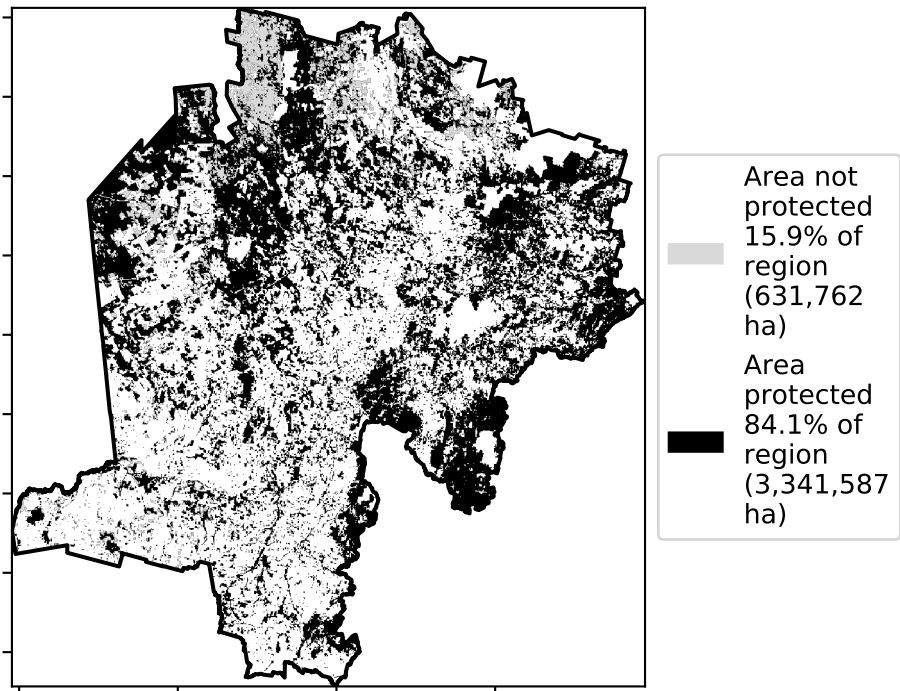 Area not
protected
15.9% of
region
(631,762
ha)
Area
protected
84.1% of
region
(3,341,587
ha)